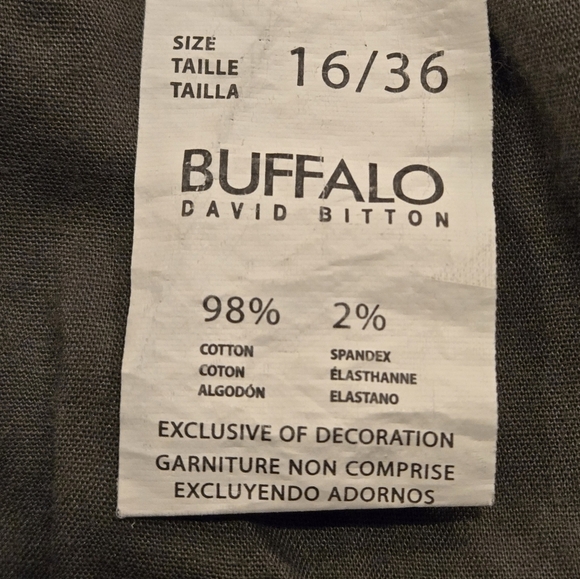 SIZE
TAILLE
TAILLA
16/36
BUFFALO
DAVID BITTON
98%
COTTON
COTON
ALGODÓN
2%
SPANDEX
ÉLASTHANNE
ELASTANO
EXCLUSIVE OF DECORATION
GARNITURE NON COMPRISE
EXCLUYENDO ADORNOS